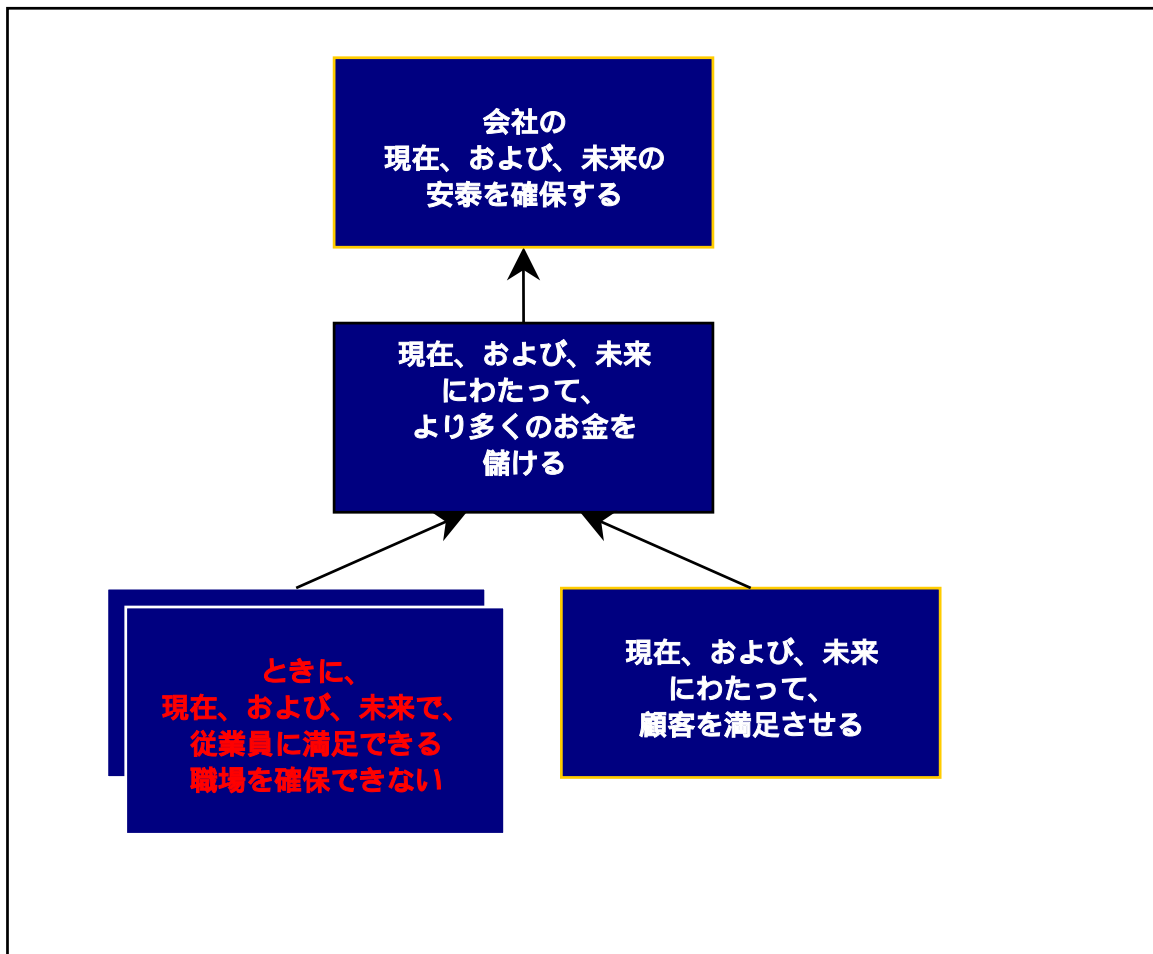 会社の
現在、および、未来の
安泰を確保する
現在、および、未来
にわたって、
より多くのお金を
儲ける
ときに、
現在、および、未来で、
従業員に満足できる
職場を確保できない
現在、および、未来
にわたって、
顧客を満足させる